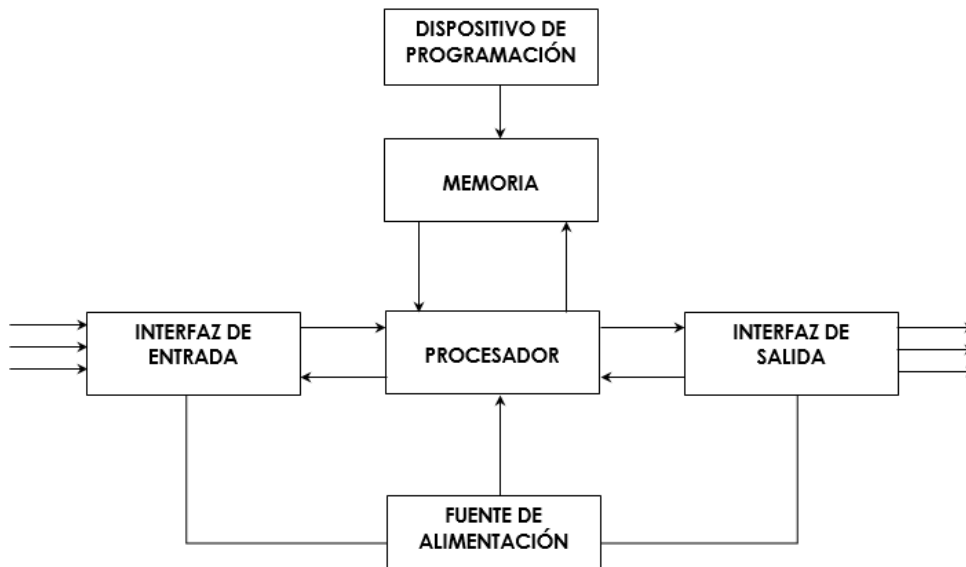 DISPOSITIVO DE
PROGRAMACIÓN
MEMORIA
INTERFAZ DE
ENTRADA
PROCESADOR
INTERFAZ DE
SALIDA
FUENTE DE
ALIMENTACIÓN